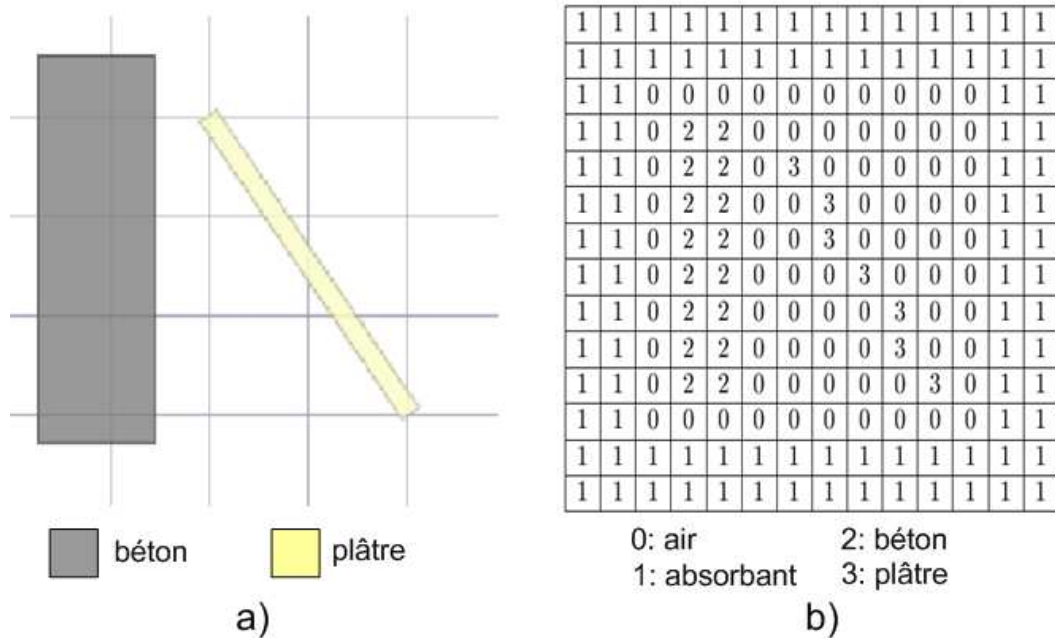 1 1 1 1 1 1 1 1 1 1 1 1 1 1
1 1 1 1 1 1 1 1 1 1 1 1 1 1
1 1 0 0 0 0 0 0 0 0 0 0 1 1
1 1 0 2 2 0 0 0 0 0 0 0 1 1
1 1 0 2 2 0 3 0 0 0 0 0 1 1
1 1 0 2 2 0 0 3 0 0 0 0 1 1
1 1 0 2 2 0 0 3 0 0 0 0 1 1
1 1 0 2 2 0 0 0 3 0 0 0 1 1
1 1 0 2 2 0 0 0 0 3 0 0 1 1
1 1 0 2 2 0 0 0 0 3 0 0 1 1
1 1 0 2 2 0 0 0 0 0 3 0 1 1
1 1 0 0 0 0 0 0 0 0 0 0 1 1
1 1 1 1 1 1 1 1 1 1 1 1 1 1
1 1 1 1 1 1 1 1 1 1 1 1 1 1
béton plâtre
0: air 2: béton
1: absorbant 3: plâtre
a) b)